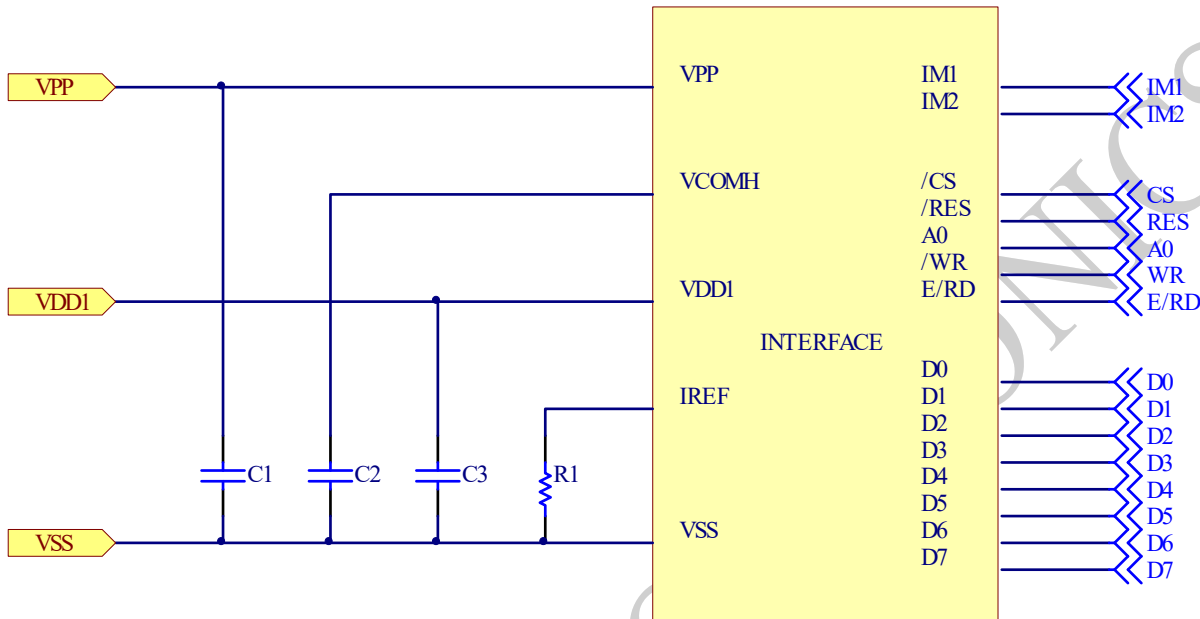 VPP
VDD1
VSS
C1
C2
C3
R1
VPP
VCOMH
VDD1
IREF
VSS
INTERFACE
IM1
IM2
/CS
/RES
A0
/WR
E/RD
D0
D1
D2
D3
D4
D5
D6
D7
IM1
IM2
CS
RES
A0
WR
E/RD
D0
D1
D2
D3
D4
D5
D6
D7